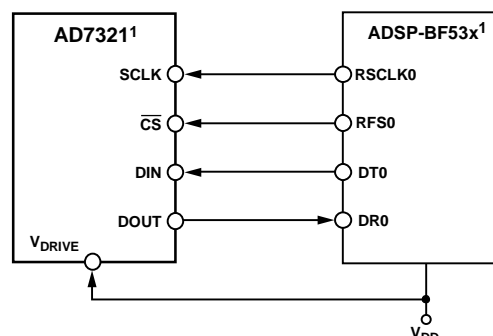 AD7321¹
ADSP-BF53x¹
SCLK
RSCLK0
CS
RFS0
DIN
DT0
DOUT
DR0
VDRIVE
VDD